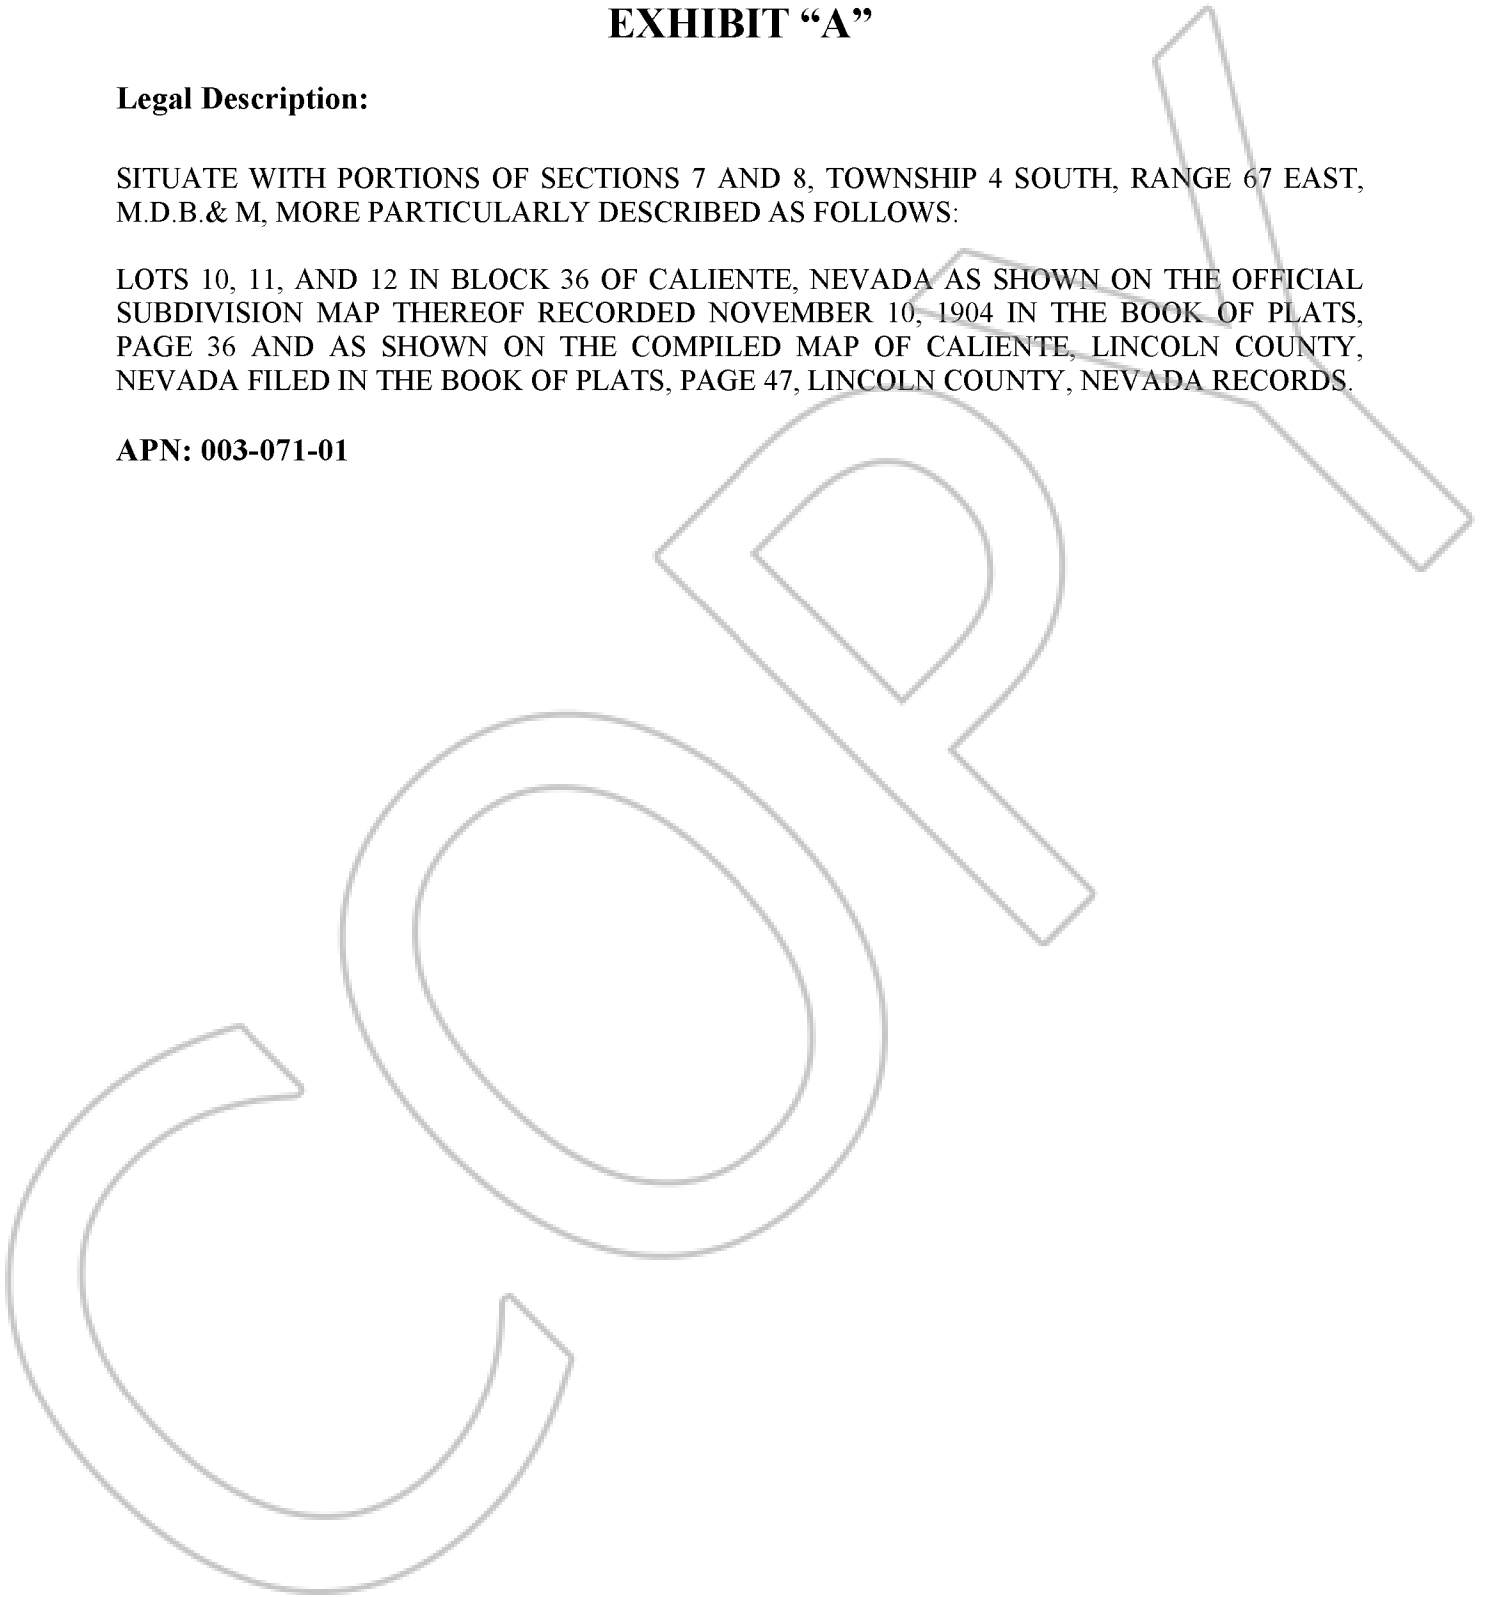 EXHIBIT “A”
Legal Description:
SITUATE WITH PORTIONS OF SECTIONS 7 AND 8, TOWNSHIP 4 SOUTH, RANGE 67 EAST,
M.D.B.& M, MORE PARTICULARLY DESCRIBED AS FOLLOWS:
LOTS 10, 11, AND 12 IN BLOCK 36 OF CALIENTE, NEVADA AS SHOWN ON THE OFFICIAL
SUBDIVISION MAP THEREOF RECORDED NOVEMBER 10, 1904 IN THE BOOK OF PLATS,
PAGE 36 AND AS SHOWN ON THE COMPILED MAP OF CALIENTE, LINCOLN COUNTY,
NEVADA FILED IN THE BOOK OF PLATS, PAGE 47, LINCOLN COUNTY, NEVADA RECORDS.
APN: 003-071-01
COPY